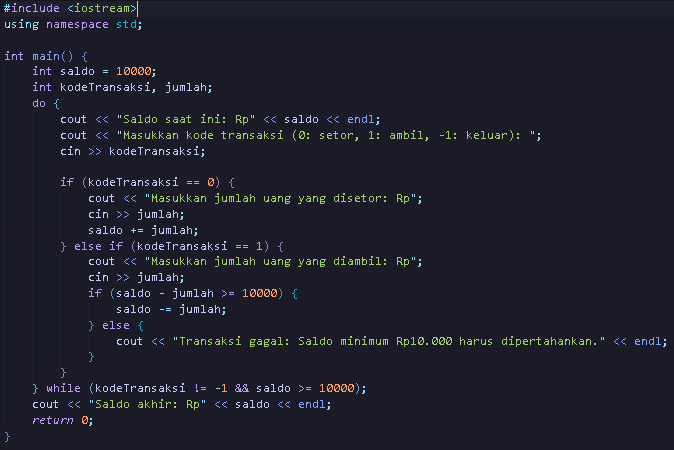 #include <iostream>
using namespace std;

int main() {
    int saldo = 10000;
    int kodeTransaksi, jumlah;
    do {
        cout << "Saldo saat ini: Rp" << saldo << endl;
        cout << "Masukkan kode transaksi (0: setor, 1: ambil, -1: keluar): ";
        cin >> kodeTransaksi;

        if (kodeTransaksi == 0) {
            cout << "Masukkan jumlah uang yang disetor: Rp";
            cin >> jumlah;
            saldo += jumlah;
        } else if (kodeTransaksi == 1) {
            cout << "Masukkan jumlah uang yang diambil: Rp";
            cin >> jumlah;
            if (saldo - jumlah >= 10000) {
                saldo -= jumlah;
            } else {
                cout << "Transaksi gagal: Saldo minimum Rp10.000 harus dipertahankan." << endl;
            }
        }
    } while (kodeTransaksi != -1 && saldo >= 10000);
    cout << "Saldo akhir: Rp" << saldo << endl;
    return 0;
}